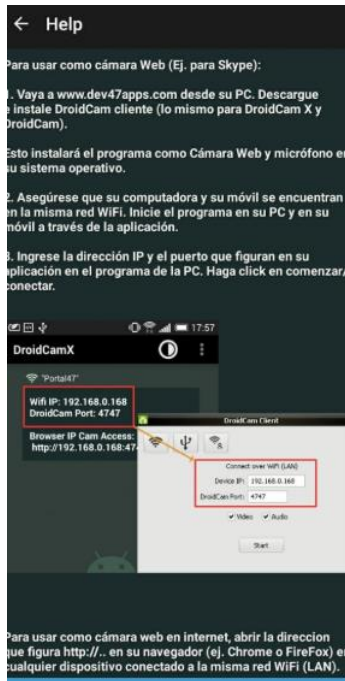 Help
Para usar como cámara Web (Ej. para Skype):
1. Vaya a www.dev47apps.com desde su PC. Descargue
e instale DroidCam cliente (lo mismo para DroidCam X y
DroidCam).
Esto instalará el programa como Cámara Web y micrófono en
su sistema operativo.
2. Asegúrese que su computadora y su móvil se encuentran
en la misma red WiFi. Inicie el programa en su PC y en su
móvil a través de la aplicación.
3. Ingrese la dirección IP y el puerto que figuran en su
aplicación en el programa de la PC. Haga click en comenzar/
conectar.
17:57
DroidCamX
"Portal47"
Wifi IP: 192.168.0.168
DroidCam Port: 4747
Browser IP Cam Access:
http://192.168.0.168:474
DroidCam Client
Connect over WiFi (LAN)
Device IP: 192.168.0.168
DroidCam Port: 4747
Video Audio
Start
Para usar como cámara web en internet, abrir la direccion
que figura http://.. en su navegador (ej. Chrome o FireFox) en
cualquier dispositivo conectado a la misma red WiFi (LAN).